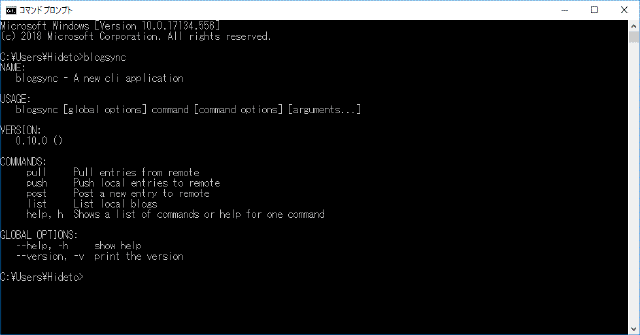 コマンド プロンプト
Microsoft Windows [Version 10.0.17134.556]
(c) 2018 Microsoft Corporation. All rights reserved.
C:¥Users¥Hideto>blogsync
NAME:
blogsync - A new cli application
USAGE:
blogsync [global options] command [command options] [arguments...]
VERSION:
0.10.0 ()
COMMANDS:
pull Pull entries from remote
push Push local entries to remote
post Post a new entry to remote
list List local blogs
help, h Shows a list of commands or help for one command
GLOBAL OPTIONS:
--help, -h show help
--version, -v print the version
C:¥Users¥Hideto>